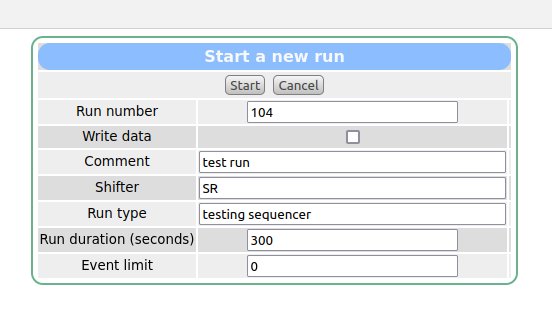 Start a new run
Start Cancel
Run number 104
Write data
Comment test run
Shifter SR
Run type testing sequencer
Run duration (seconds) 300
Event limit 0